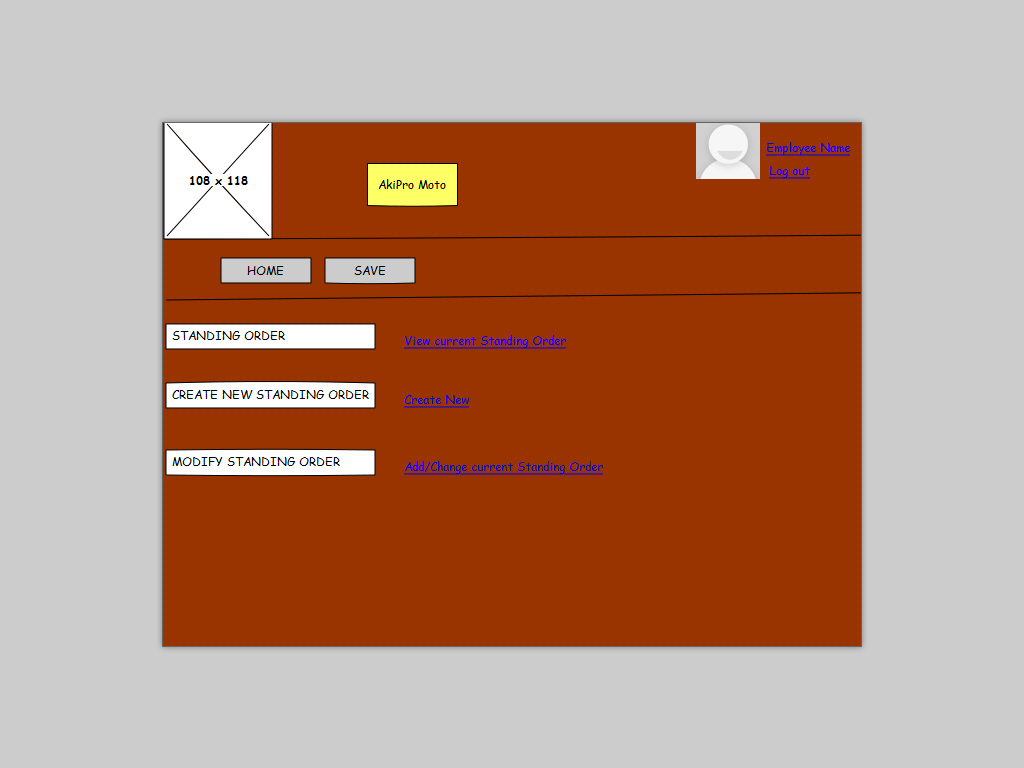 108 x 118
AkiPro Moto
Employee Name
Log out
HOME
SAVE
STANDING ORDER
View current Standing Order
CREATE NEW STANDING ORDER
Create New
MODIFY STANDING ORDER
Add/Change current Standing Order